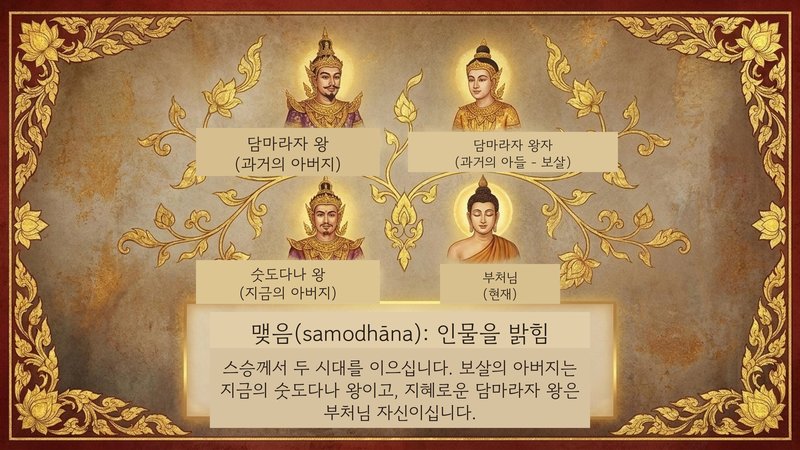 담마라자 왕
(과거의 아버지)
담마라자 왕자
(과거의 아들 - 보살)
숫도다나 왕
(지금의 아버지)
부처님
(현재)
맺음(samodhāna): 인물을 밝힘
스승께서 두 시대를 이으십니다. 보살의 아버지는
지금의 숫도다나 왕이고, 지혜로운 담마라자 왕은
부처님 자신이십니다.